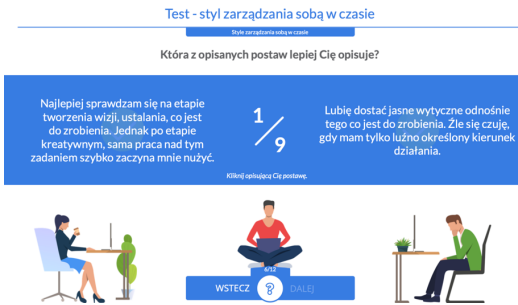 Test - styl zarządzania sobą w czasie
Style zarządzania sobą w czasie
Która z opisanych postaw lepiej Cię opisuje?
Najlepiej sprawdzam się na etapie
tworzenia wizji, ustalania, co jest
do zrobienia. Jednak po etapie
kreatywnym, sama praca nad tym
zadaniem szybko zaczyna mnie nużyć.
1/9
Lubię dostać jasne wytyczne odnośnie
tego co jest do zrobienia. Źle się czuję,
gdy mam tylko luźno określony kierunek
działania.
Kliknij opisującą Cię postawę.
6/12
WSTECZ ? DALEJ